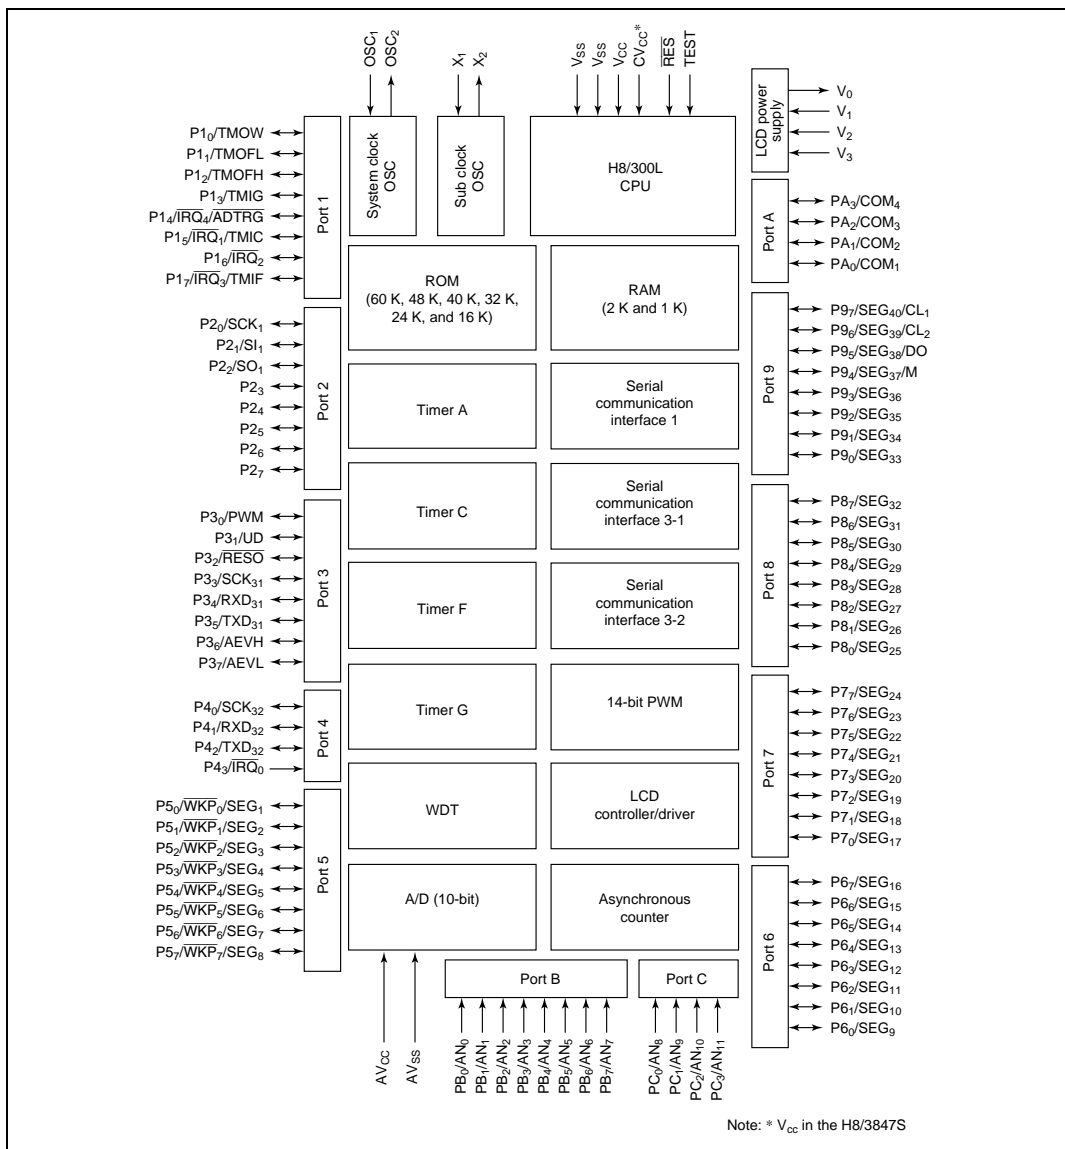 OSC1
OSC2
X1
X2
VSS
VSS
VCC
CVCC*
RES
TEST
LCD power supply
V0
V1
V2
V3
System clock OSC
Sub clock OSC
H8/300L
CPU
Port 1
P10/TMOW
P11/TMOFL
P12/TMOFH
P13/TMIG
P14/IRQ4/ADTRG
P15/IRQ1/TMIC
P16/IRQ2
P17/IRQ3/TMIF
Port A
PA3/COM4
PA2/COM3
PA1/COM2
PA0/COM1
ROM
(60 K, 48 K, 40 K, 32 K,
24 K, and 16 K)
RAM
(2 K and 1 K)
Port 2
P20/SCK1
P21/SI1
P22/SO1
P23
P24
P25
P26
P27
Port 9
P97/SEG40/CL1
P96/SEG39/CL2
P95/SEG38/DO
P94/SEG37/M
P93/SEG36
P92/SEG35
P91/SEG34
P90/SEG33
Timer A
Serial
communication
interface 1
Timer C
Serial
communication
interface 3-1
Port 3
P30/PWM
P31/UD
P32/RESO
P33/SCK31
P34/RXD31
P35/TXD31
P36/AEVH
P37/AEVL
Port 8
P87/SEG32
P86/SEG31
P85/SEG30
P84/SEG29
P83/SEG28
P82/SEG27
P81/SEG26
P80/SEG25
Timer F
Serial
communication
interface 3-2
Timer G
14-bit PWM
Port 4
P40/SCK32
P41/RXD32
P42/TXD32
P43/IRQ0
Port 7
P77/SEG24
P76/SEG23
P75/SEG22
P74/SEG21
P73/SEG20
P72/SEG19
P71/SEG18
P70/SEG17
WDT
LCD
controller/driver
Port 5
P50/WKP0/SEG1
P51/WKP1/SEG2
P52/WKP2/SEG3
P53/WKP3/SEG4
P54/WKP4/SEG5
P55/WKP5/SEG6
P56/WKP6/SEG7
P57/WKP7/SEG8
A/D (10-bit)
Asynchronous
counter
Port 6
P67/SEG16
P66/SEG15
P65/SEG14
P64/SEG13
P63/SEG12
P62/SEG11
P61/SEG10
P60/SEG9
Port B
Port C
AVCC
AVSS
PB0/AN0
PB1/AN1
PB2/AN2
PB3/AN3
PB4/AN4
PB5/AN5
PB6/AN6
PB7/AN7
PC0/AN8
PC1/AN9
PC2/AN10
PC3/AN11
Note: * Vcc in the H8/3847S